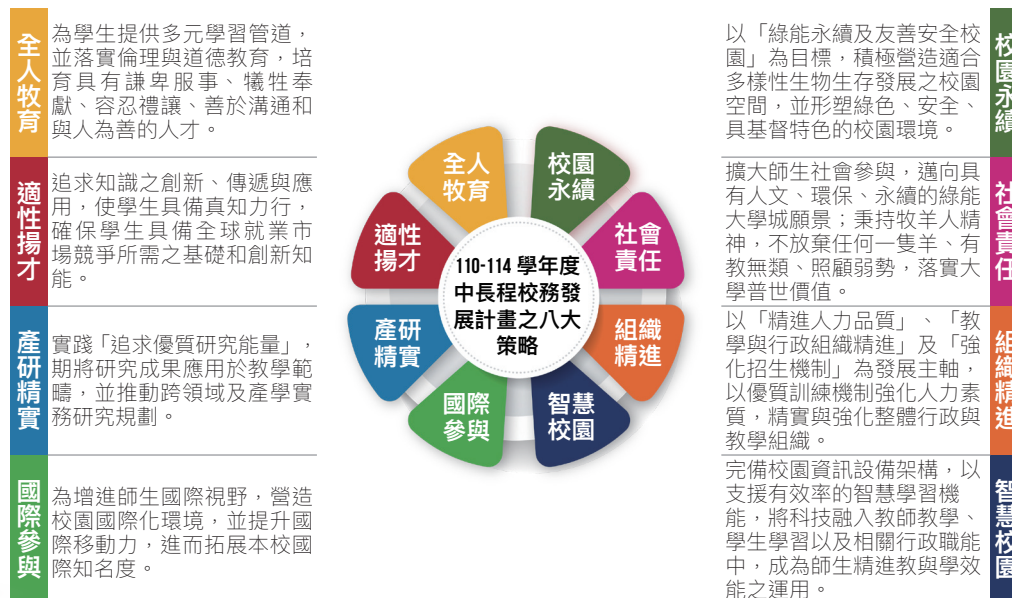 全人牧育
為學生提供多元學習管道，
並落實倫理與道德教育，培
育具有謙卑服事、犧牲奉
獻、容忍禮讓、善於溝通和
與人為善的人才。
適性揚才
追求知識之創新、傳遞與應
用，使學生具備真知力行，
確保學生具備全球就業市
場競爭所需之基礎和創新知
能。
產研精實
實踐「追求優質研究能量」，
期將研究成果應用於教學範
疇，並推動跨領域及產學實
務研究規劃。
國際參與
為增進師生國際視野，營造
校園國際化環境，並提升國
際移動力，進而拓展本校國
際知名度。
全人
牧育
校園
永續
適性
揚才
社會
責任
110-114 學年度
中長程校務發
展計畫之八大
策略
產研
精實
組織
精進
國際
參與
智慧
校園
以「綠能永續及友善安全校
園」為目標，積極營造適合
多樣性生物生存發展之校園
空間，並形塑綠色、安全、
具基督特色的校園環境。
校園永續
擴大師生社會參與，邁向具
有人文、環保、永續的綠能
大學城願景；秉持牧羊人精
神，不放棄任何一隻羊、有
教無類、照顧弱勢，落實大
學普世價值。
社會責任
以「精進人力品質」、「教
學與行政組織精進」及「強
化招生機制」為發展主軸，
以優質訓練機制強化人力素
質，精實與強化整體行政與
教學組織。
組織精進
完備校園資訊設備架構，以
支援有效率的智慧學習機
能，將科技融入教師教學、
學生學習以及相關行政職能
中，成為師生精進教與學效
能之運用。
智慧校園